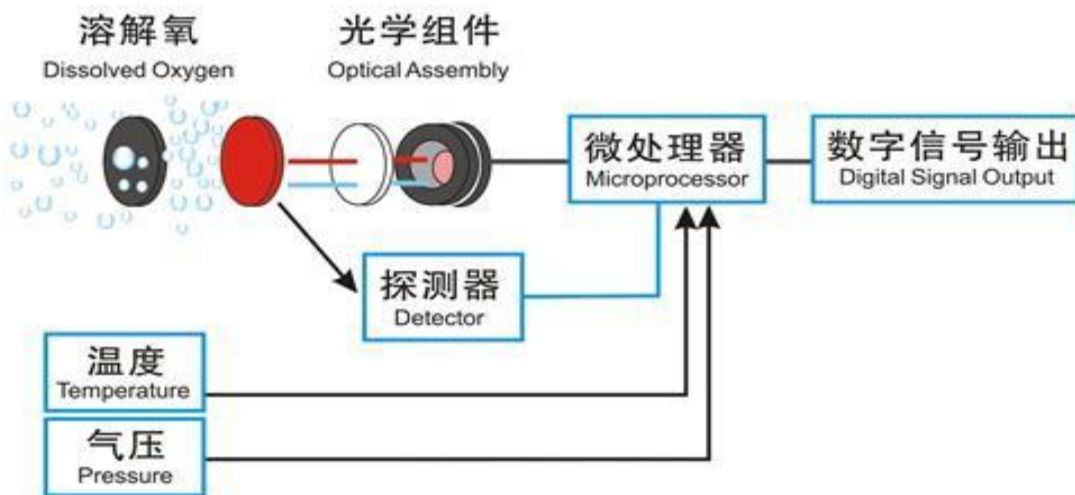 溶解氧
Dissolved Oxygen
光学组件
Optical Assembly
微处理器
Microprocessor
数字信号输出
Digital Signal Output
探测器
Detector
温度
Temperature
气压
Pressure